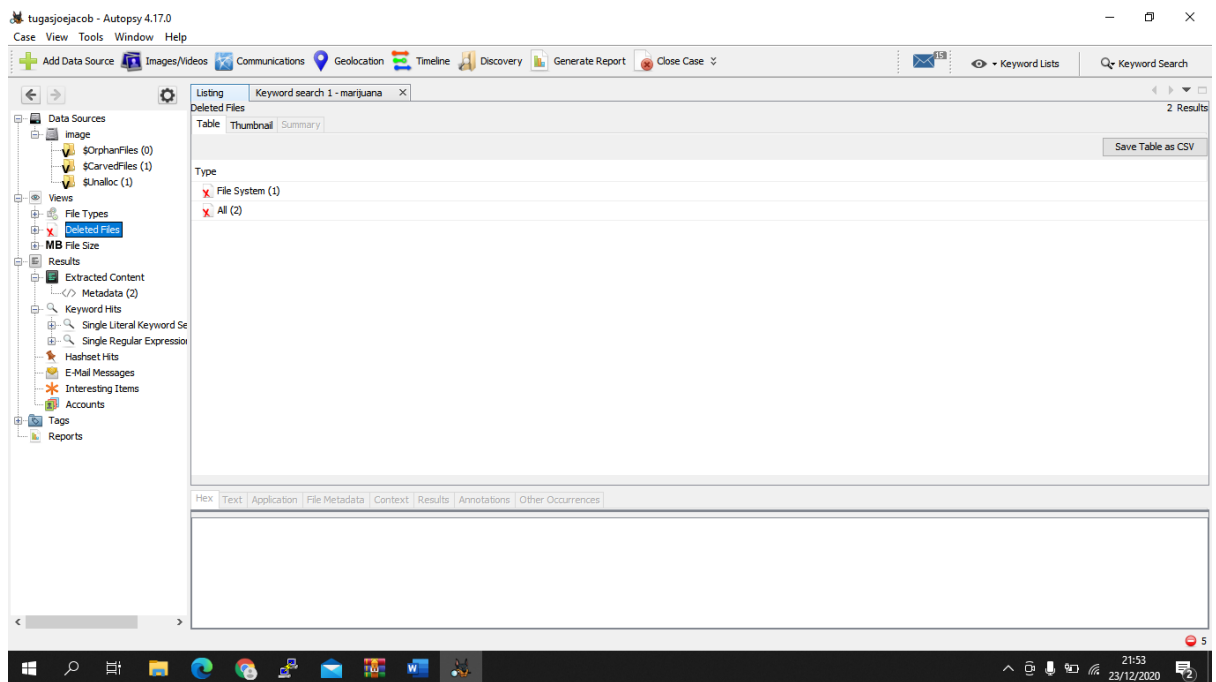 tugasjoejacob - Autopsy 4.17.0
Case View Tools Window Help
Add Data Source Images/Videos Communications Geolocation Timeline Discovery Generate Report Close Case 15 Keyword Lists Keyword Search
Listing Keyword search 1 - marijuana
Deleted Files 2 Results
Table Thumbnail Summary
Save Table as CSV
Type
File System (1)
All (2)
Data Sources
image
$OrphanFiles (0)
$CarvedFiles (1)
$Unalloc (1)
Views
File Types
Deleted Files
MB File Size
Results
Extracted Content
Metadata (2)
Keyword Hits
Single Literal Keyword Se
Single Regular Expression
Hashset Hits
E-Mail Messages
Interesting Items
Accounts
Tags
Reports
Hex Text Application File Metadata Context Results Annotations Other Occurrences
5
21:53
23/12/2020
2